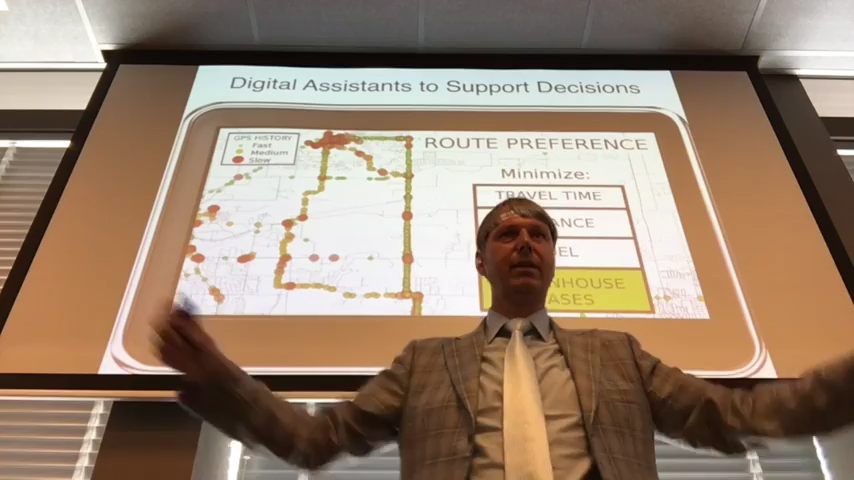 Digital Assistants to Support Decisions
GPS HISTORY
Fast
Medium
Slow
ROUTE PREFERENCE
Minimize:
TRAVEL TIME